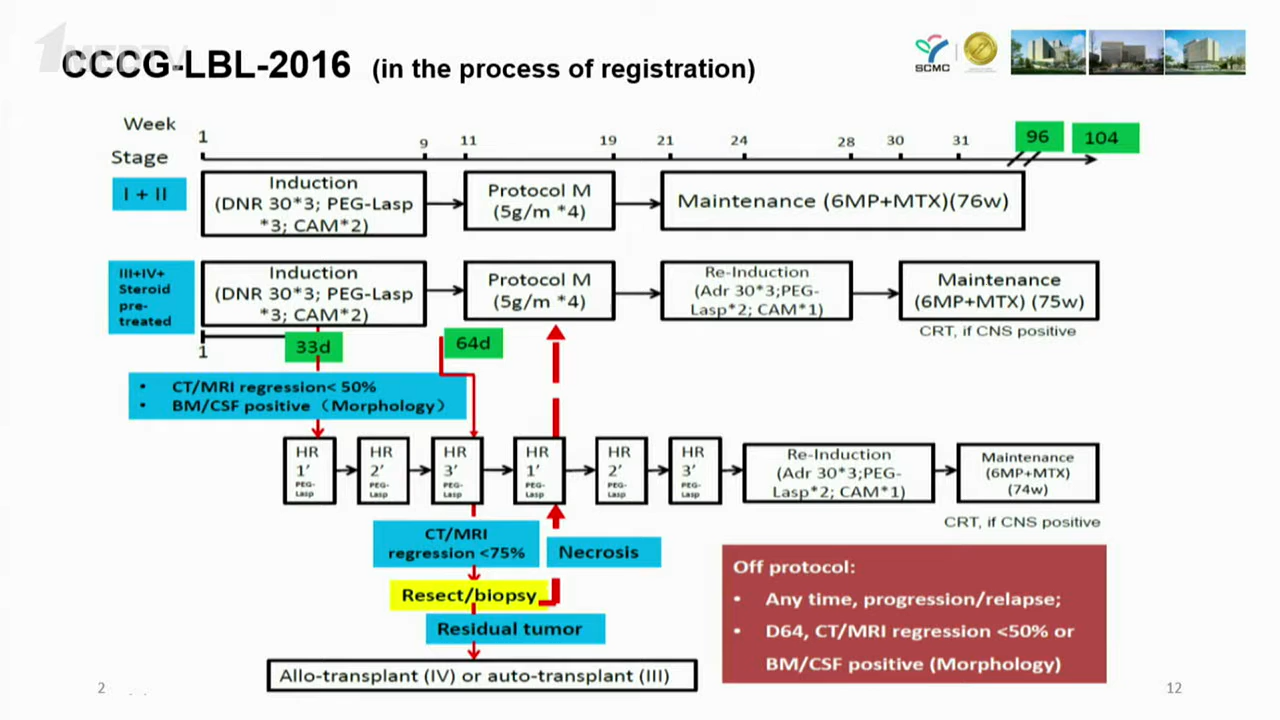 1MEDTV
CCCG-LBL-2016 (in the process of registration)
SCMC
Week
1 9 11 19 21 24 28 30 31 96 104
Stage
I + II
Induction
(DNR 30*3; PEG-Lasp
*3; CAM*2)
Protocol M
(5g/m *4)
Maintenance (6MP+MTX)(76w)
III+IV+
Steroid
pre-
treated
Induction
(DNR 30*3; PEG-Lasp
*3; CAM*2)
Protocol M
(5g/m *4)
Re-Induction
(Adr 30*3;PEG-
Lasp*2; CAM*1)
Maintenance
(6MP+MTX) (75w)
CRT, if CNS positive
1
33d
64d
• CT/MRI regression< 50%
• BM/CSF positive（Morphology）
HR
1’
PEG-
Lasp
HR
2’
PEG-
Lasp
HR
3’
PEG-
Lasp
HR
1’
PEG-
Lasp
HR
2’
PEG-
Lasp
HR
3’
PEG-
Lasp
Re-Induction
(Adr 30*3;PEG-
Lasp*2; CAM*1)
Maintenance
(6MP+MTX)
(74w)
CRT, if CNS positive
CT/MRI
regression <75%
Necrosis
Resect/biopsy
Residual tumor
Allo-transplant (IV) or auto-transplant (III)
Off protocol:
• Any time, progression/relapse;
• D64, CT/MRI regression <50% or
BM/CSF positive (Morphology)
2
12